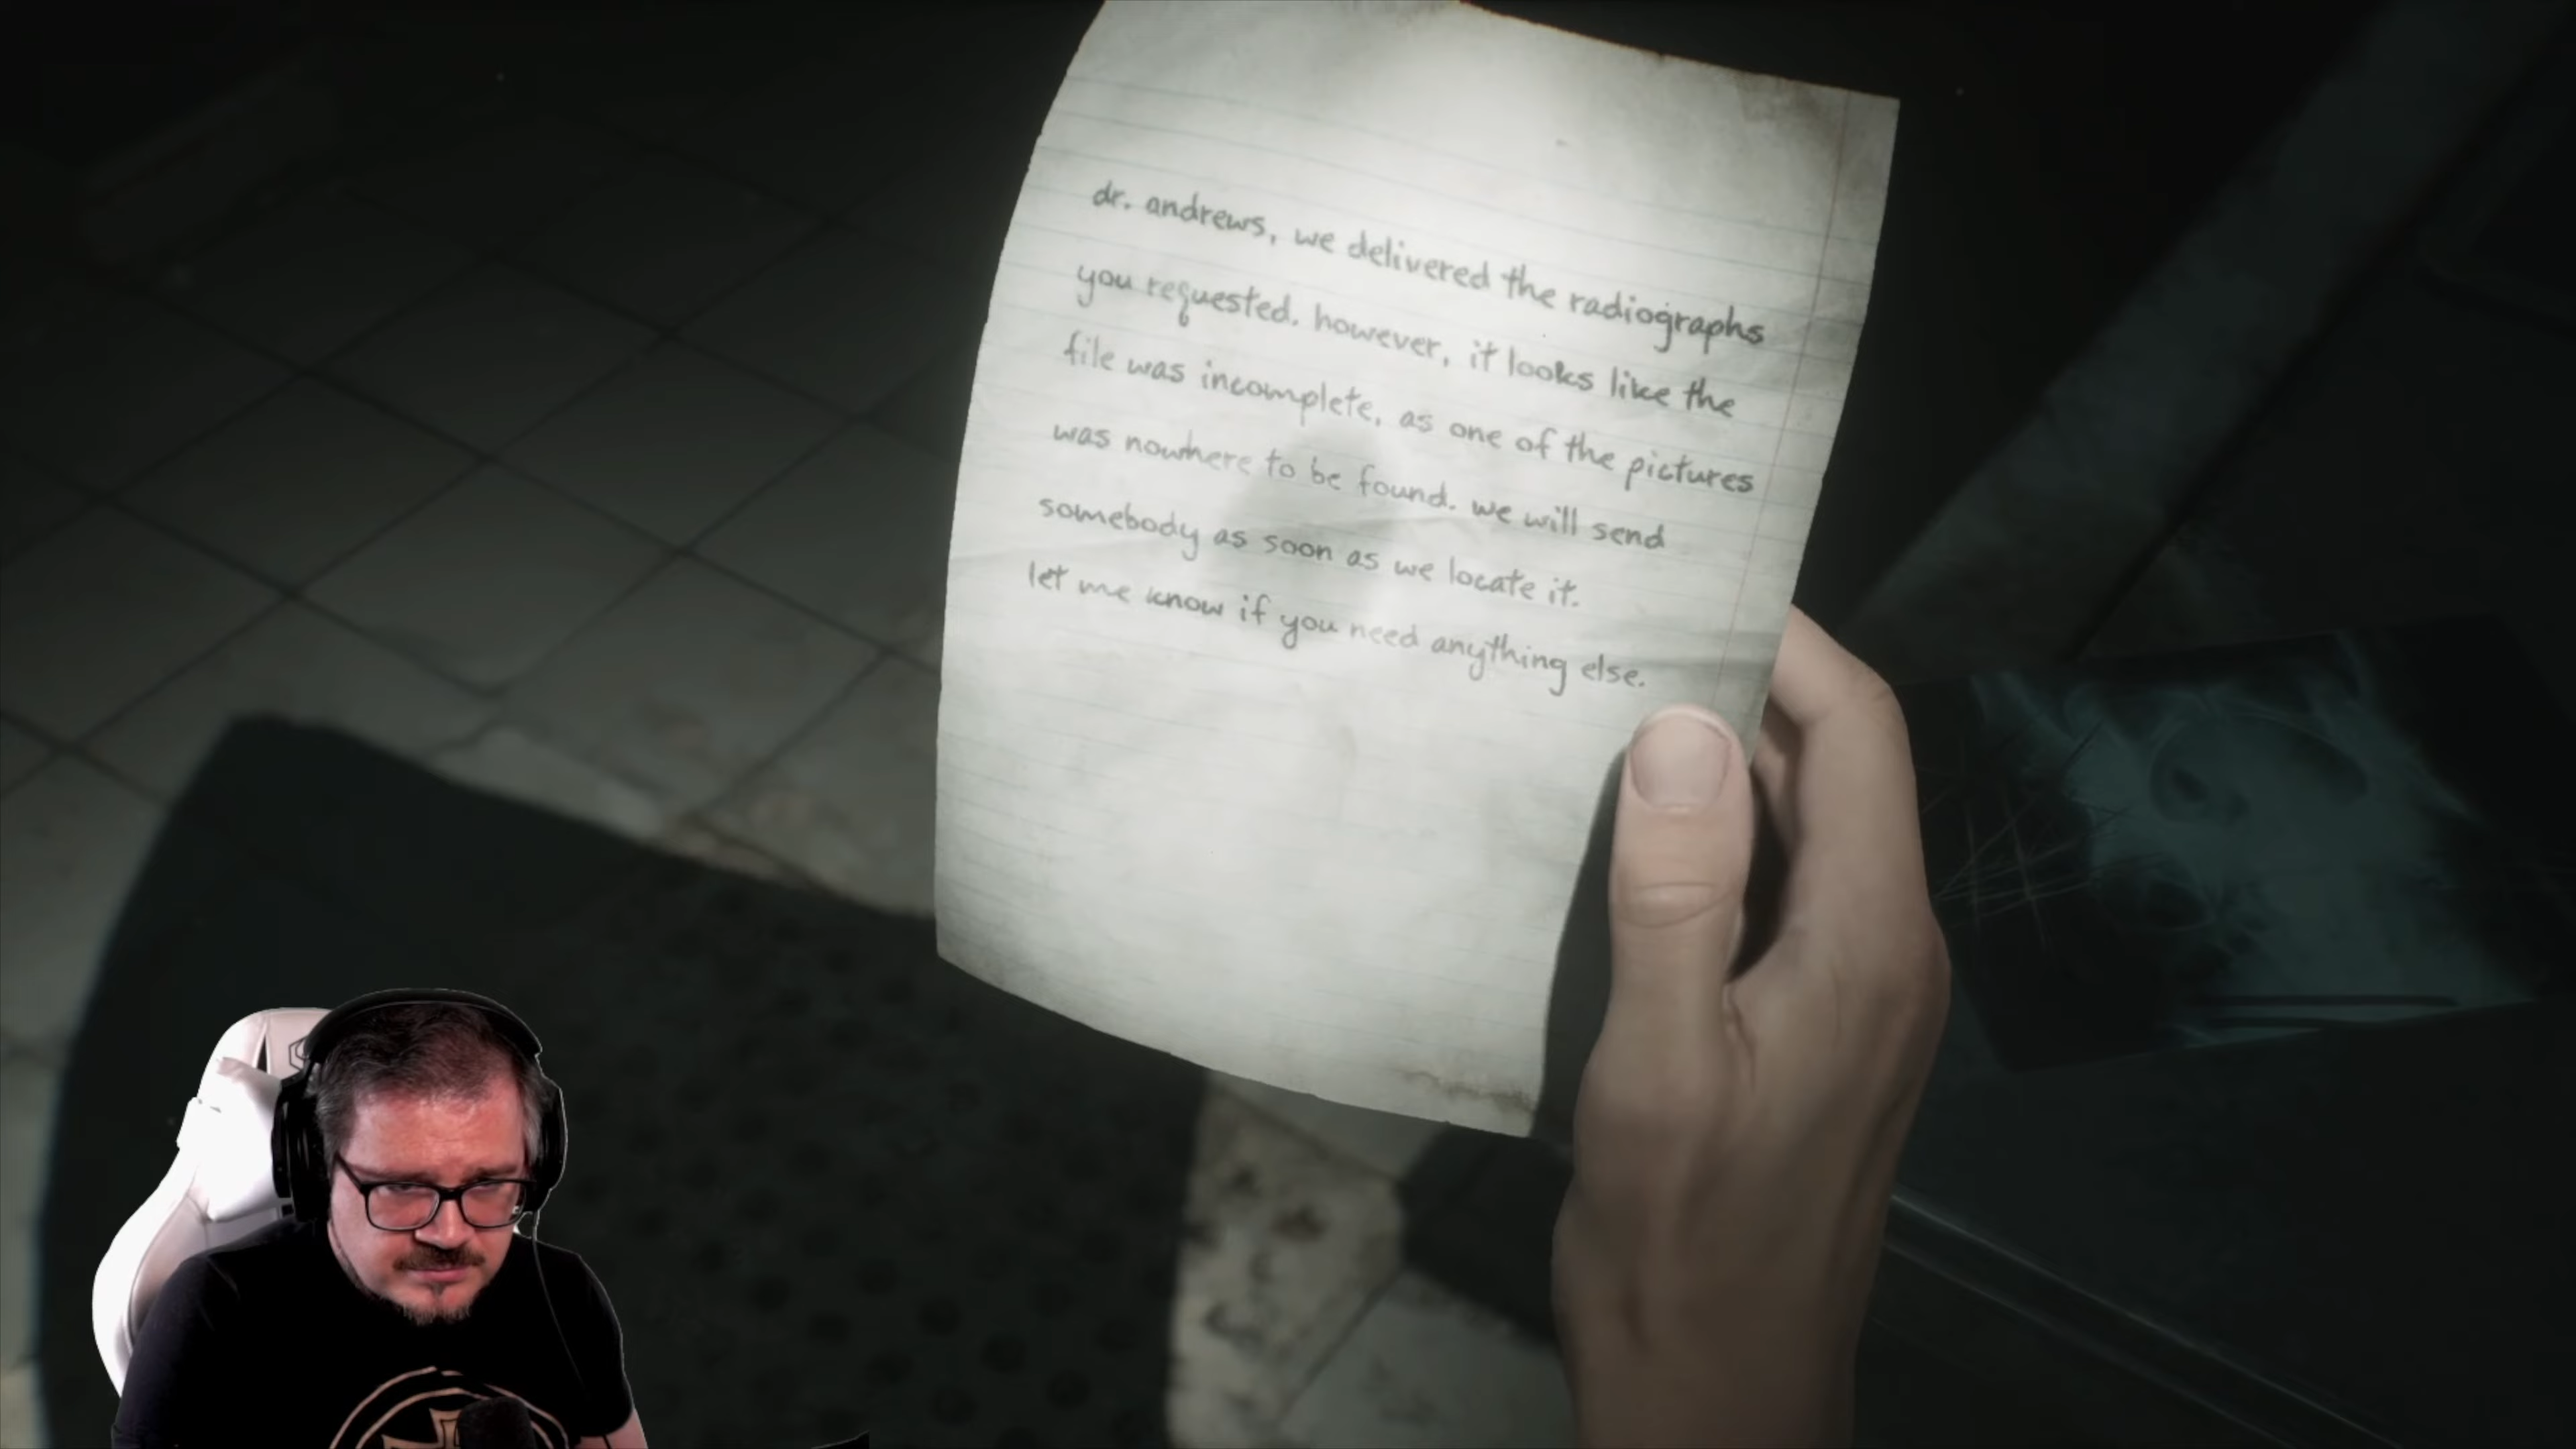 dr. andrews, we delivered the radiographs
you requested. however, it looks like the
file was incomplete, as one of the pictures
was nowhere to be found. we will send
somebody as soon as we locate it.
let me know if you need anything else.